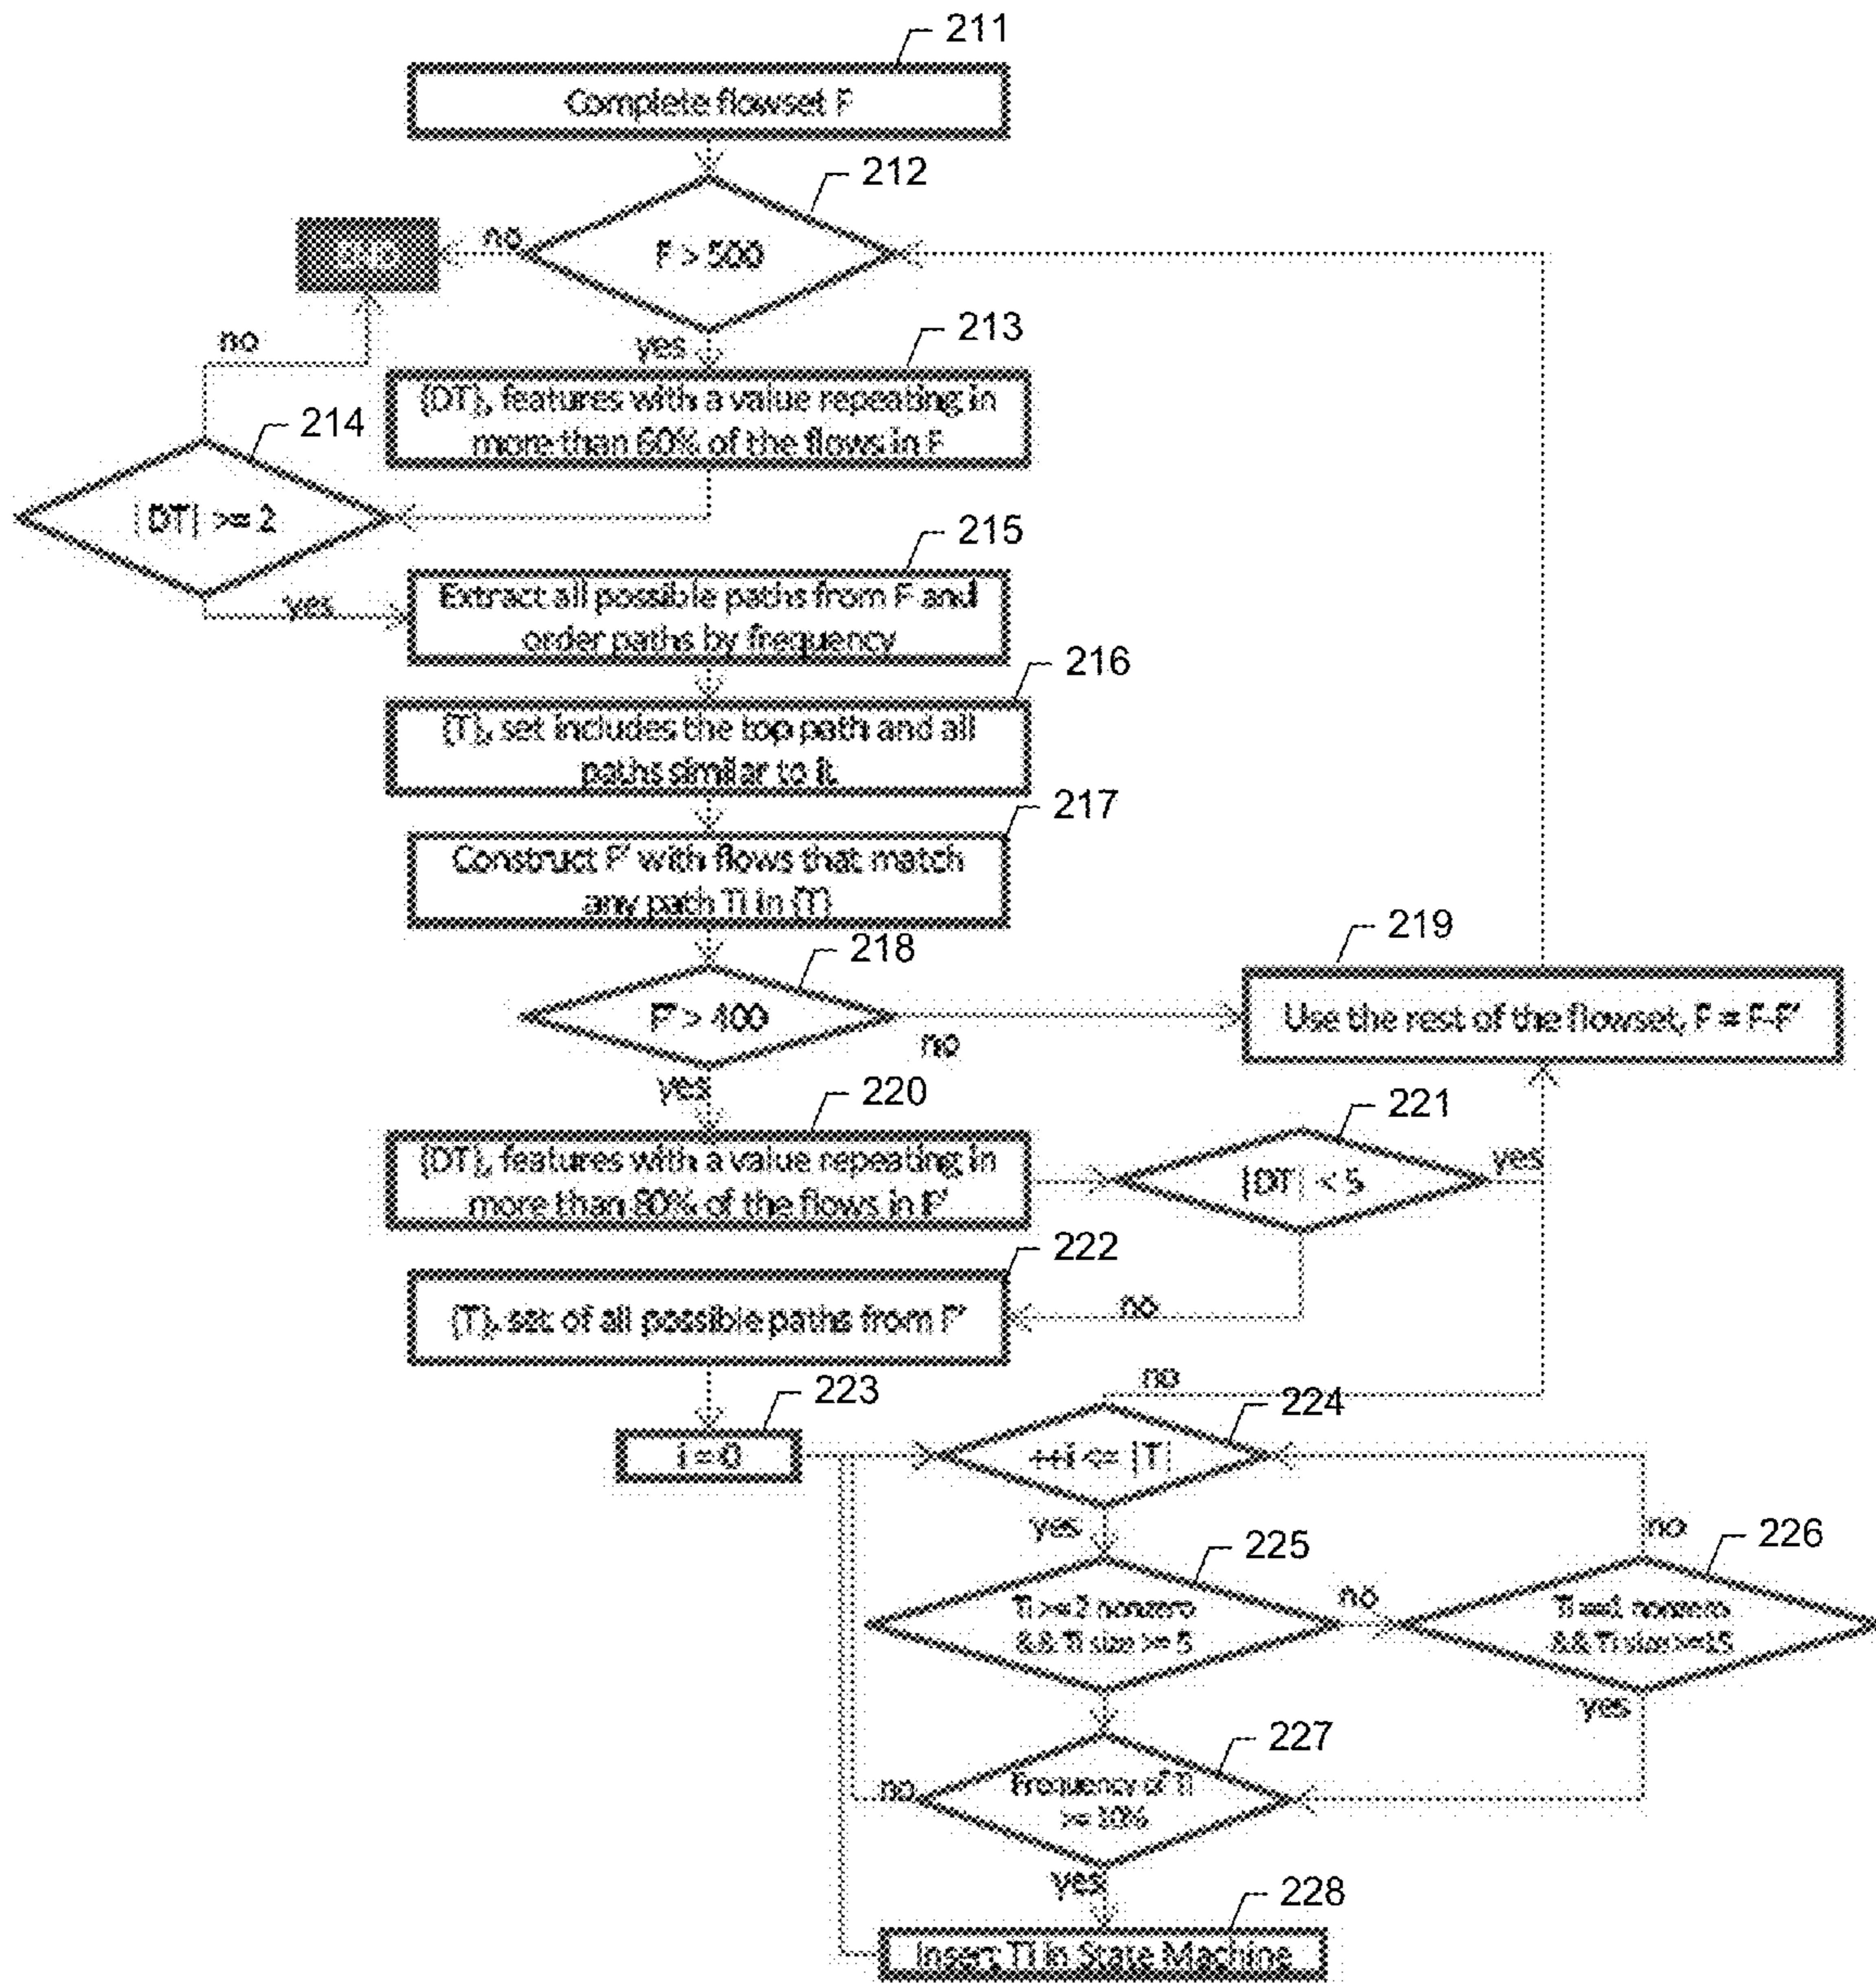 211
Complete flowset F
212
F > 500
no
yes
213
{DT}, features with a value repeating in
more than 60% of the flows in F
no
214
|DT| >= 2
yes
215
Extract all possible paths from F and
order paths by frequency
216
{T}, set includes the top path and all
paths similar to it.
217
Construct F' with flows that match
any path Ti in {T}
218
F' > 400
no
yes
219
Use the rest of the flowset, F = F-F'
220
{DT}, features with a value repeating in
more than 80% of the flows in F'
221
|DT| < 5
yes
no
222
{T}, set of all possible paths from F'
223
i = 0
no
224
++i <= |T|
yes
225
Ti >= 2 nonzero
&& Ti size >= 5
no
no
226
Ti ==1 nonzero
&& Ti size >=15
yes
227
Frequency of Ti
>= 10%
no
yes
228
Insert Ti in State Machine